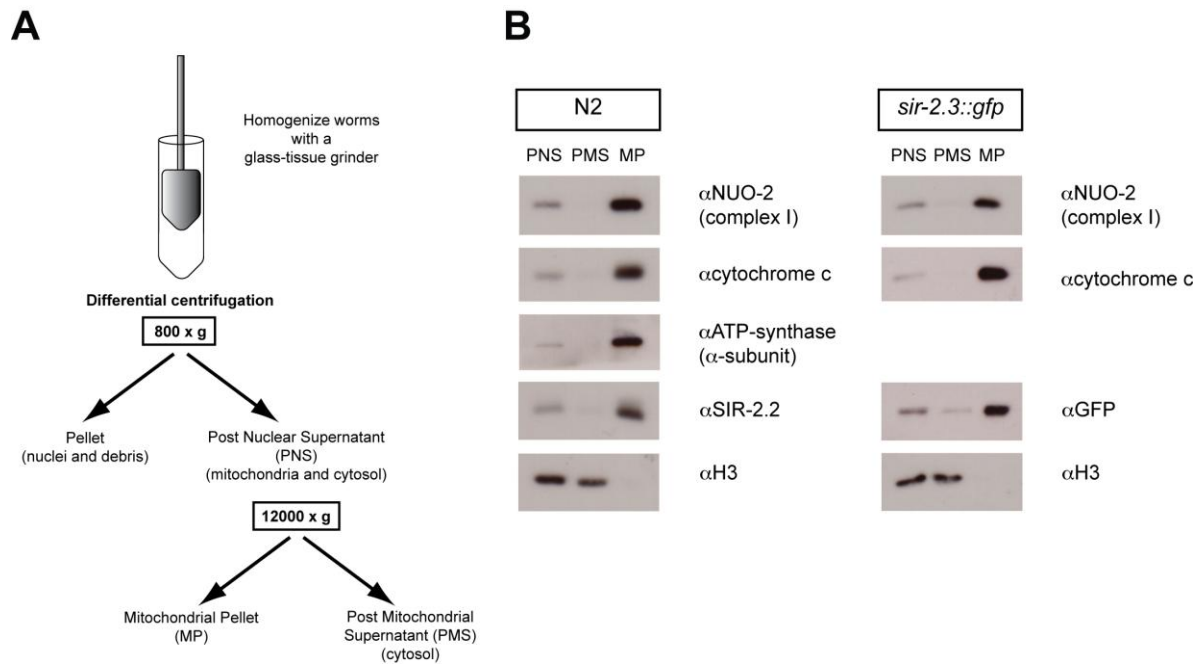 A
Homogenize worms
with a
glass-tissue grinder
Differential centrifugation
800 x g
Pellet
(nuclei and debris)
Post Nuclear Supernatant
(PNS)
(mitochondria and cytosol)
12000 x g
Mitochondrial Pellet
(MP)
Post Mitochondrial
Supernatant (PMS)
(cytosol)
B
N2
PNS PMS MP
αNUO-2
(complex I)
αcytochrome c
αATP-synthase
(α-subunit)
αSIR-2.2
αH3
sir-2.3::gfp
PNS PMS MP
αNUO-2
(complex I)
αcytochrome c
αGFP
αH3